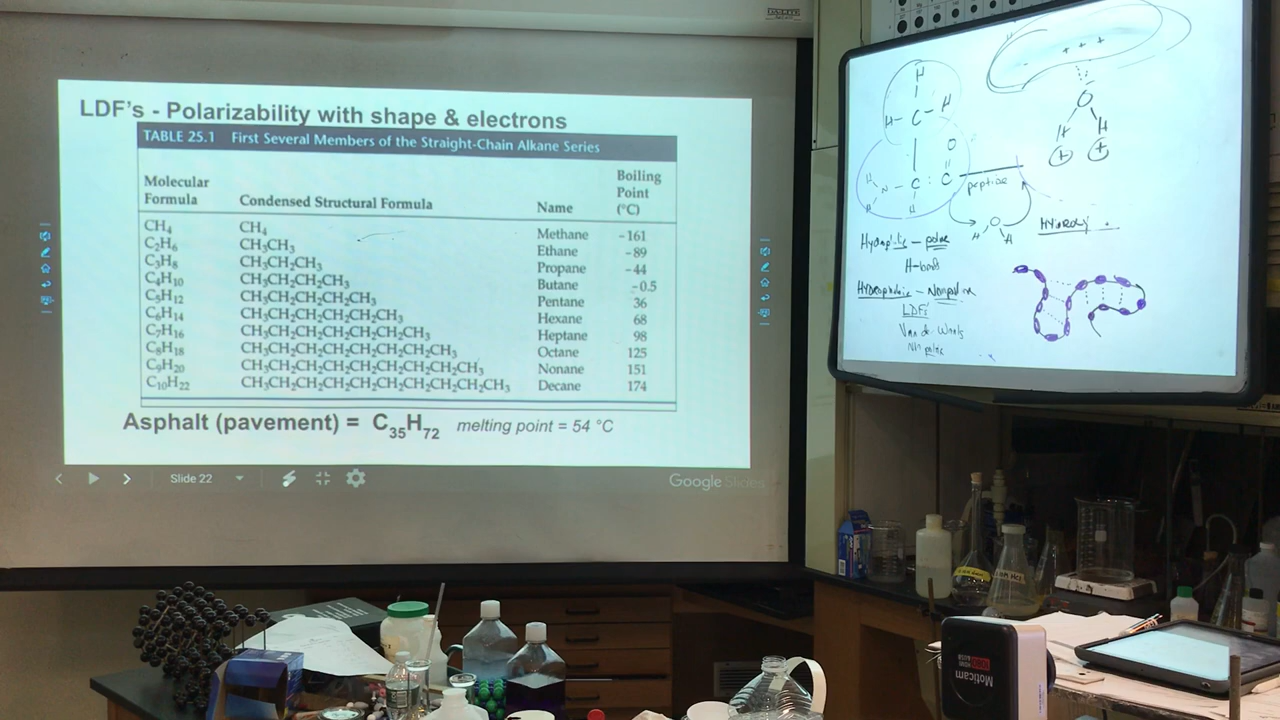 LDF's - Polarizability with shape & electrons
TABLE 25.1 First Several Members of the Straight-Chain Alkane Series
Molecular Formula Condensed Structural Formula Name Boiling Point (°C)
CH₄ CH₄ Methane -161
C₂H₆ CH₃CH₃ Ethane -89
C₃H₈ CH₃CH₂CH₃ Propane -44
C₄H₁₀ CH₃CH₂CH₂CH₃ Butane -0.5
C₅H₁₂ CH₃CH₂CH₂CH₂CH₃ Pentane 36
C₆H₁₄ CH₃CH₂CH₂CH₂CH₂CH₃ Hexane 68
C₇H₁₆ CH₃CH₂CH₂CH₂CH₂CH₂CH₃ Heptane 98
C₈H₁₈ CH₃CH₂CH₂CH₂CH₂CH₂CH₂CH₃ Octane 125
C₉H₂₀ CH₃CH₂CH₂CH₂CH₂CH₂CH₂CH₂CH₃ Nonane 151
C₁₀H₂₂ CH₃CH₂CH₂CH₂CH₂CH₂CH₂CH₂CH₂CH₃ Decane 174
Asphalt (pavement) = C₃₅H₇₂ melting point = 54 °C
Slide 22
Google Slides
+ + +
O
H H
+ +
H
H - C - H
O
H N - C C
H H
peptide
O
H H
Hydrophilic - polar
H-bonds
Hydrophobic - Nonpolar
LDFs
Van der Waals
Non polar
Moticam